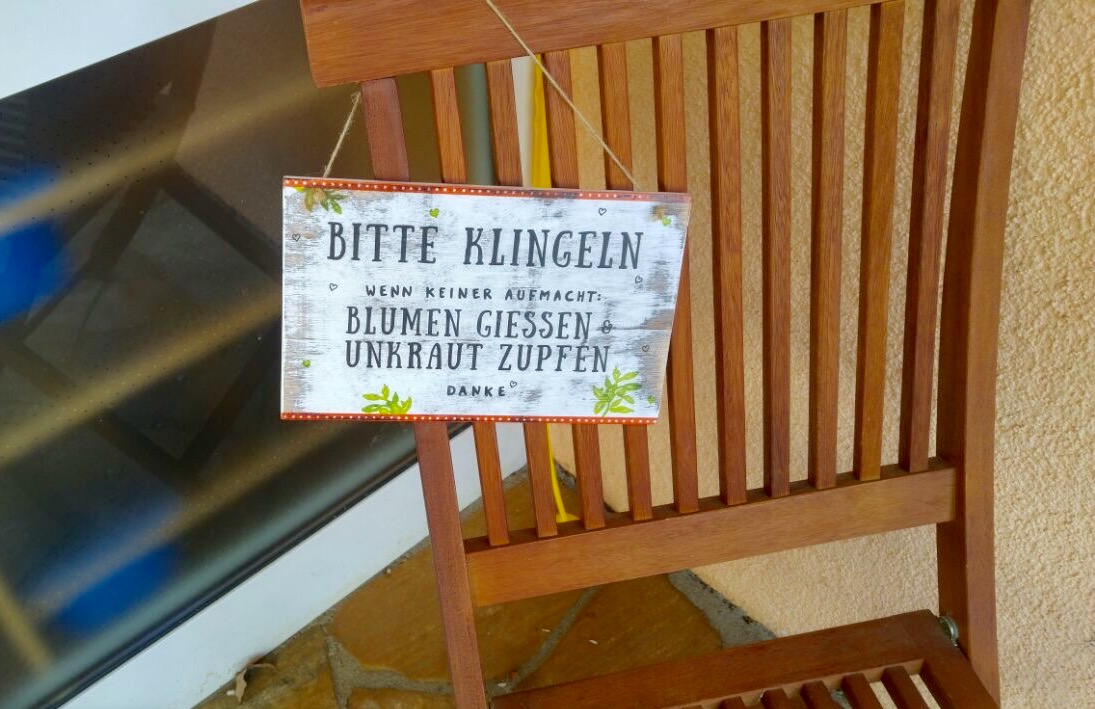 BITTE KLINGELN
WENN KEINER AUFMACHT:
BLUMEN GIESSEN &
UNKRAUT ZUPFEN
DANKE